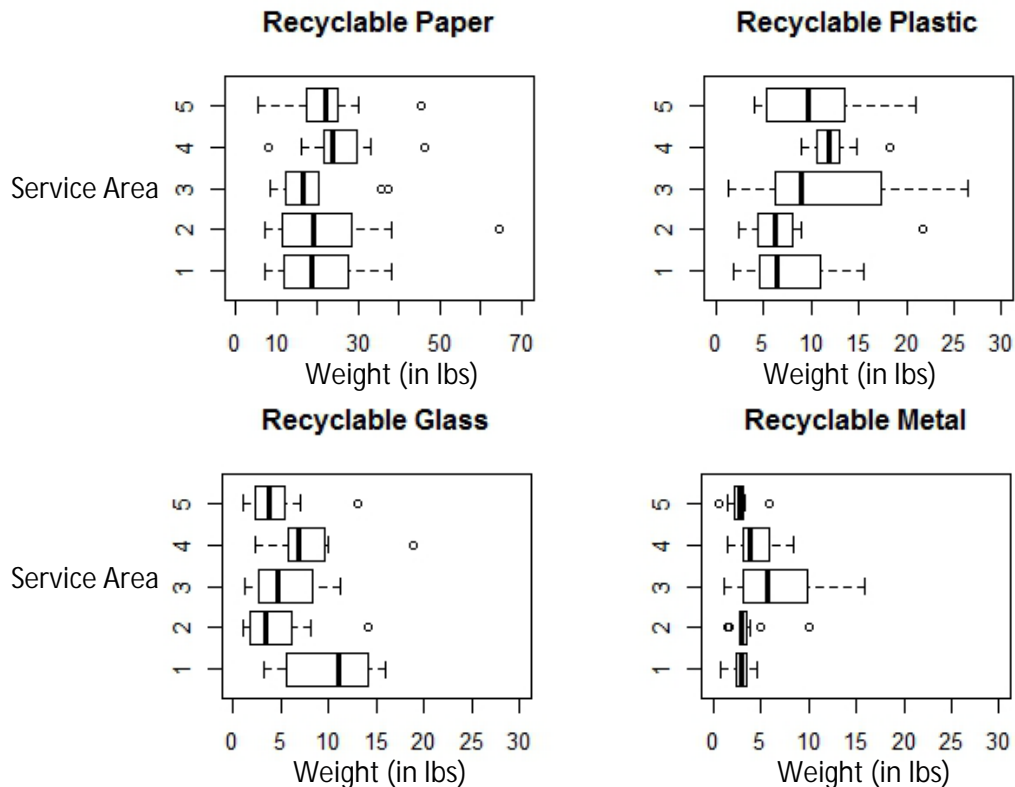 Recyclable Paper
Service Area
5
4
3
2
1
0 10 30 50 70
Weight (in lbs)
Recyclable Plastic
5
4
3
2
1
0 5 10 15 20 25 30
Weight (in lbs)
Recyclable Glass
Service Area
5
4
3
2
1
0 5 10 15 20 25 30
Weight (in lbs)
Recyclable Metal
5
4
3
2
1
0 5 10 15 20 25 30
Weight (in lbs)